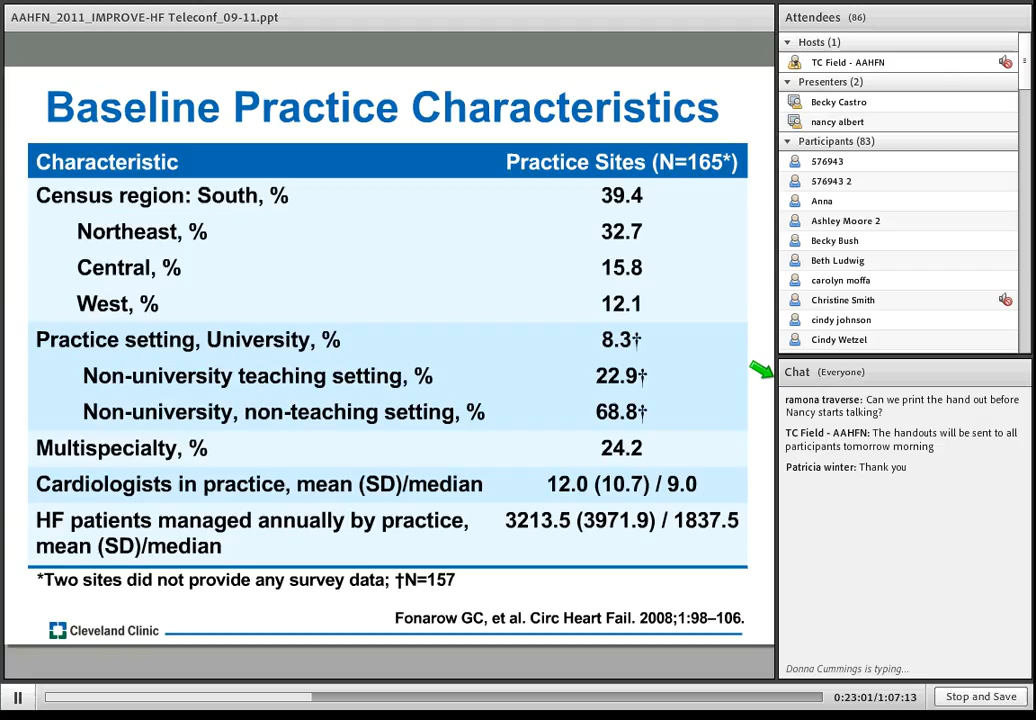 AAHFN_2011_IMPROVE-HF Teleconf_09-11.ppt
Baseline Practice Characteristics
Characteristic Practice Sites (N=165*)
Census region: South, % 39.4
Northeast, % 32.7
Central, % 15.8
West, % 12.1
Practice setting, University, % 8.3†
Non-university teaching setting, % 22.9†
Non-university, non-teaching setting, % 68.8†
Multispecialty, % 24.2
Cardiologists in practice, mean (SD)/median 12.0 (10.7) / 9.0
HF patients managed annually by practice, 3213.5 (3971.9) / 1837.5
mean (SD)/median
*Two sites did not provide any survey data; †N=157
Fonarow GC, et al. Circ Heart Fail. 2008;1:98–106.
Cleveland Clinic
Attendees (86)
Hosts (1)
TC Field - AAHFN
Presenters (2)
Becky Castro
nancy albert
Participants (83)
576943
576943 2
Anna
Ashley Moore 2
Becky Bush
Beth Ludwig
carolyn moffa
Christine Smith
cindy johnson
Cindy Wetzel
Chat (Everyone)
ramona traverse: Can we print the hand out before
Nancy starts talking?
TC Field - AAHFN: The handouts will be sent to all
participants tomorrow morning
Patricia winter: Thank you
Donna Cummings is typing...
0:23:01/1:07:13
Stop and Save